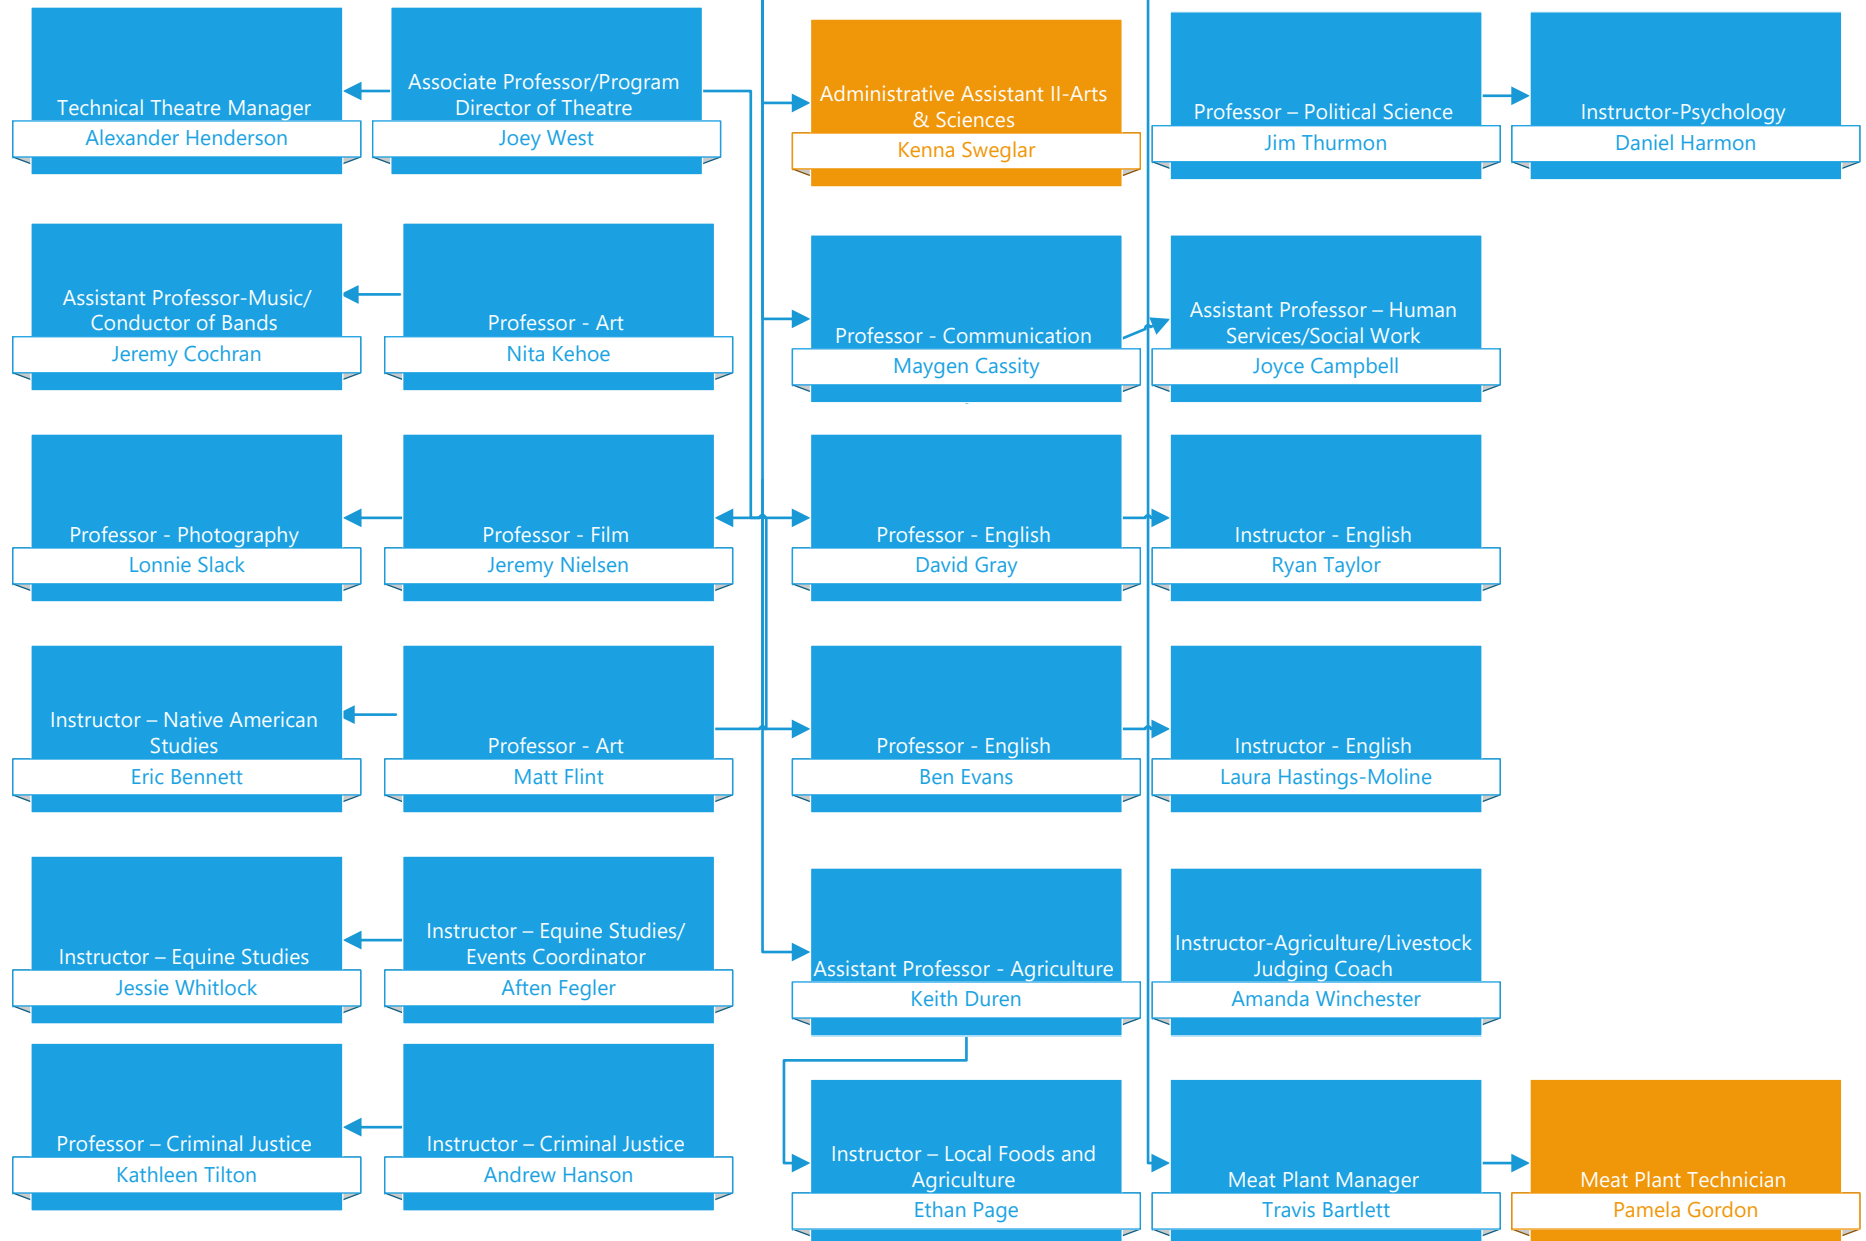 Technical Theatre Manager
Alexander Henderson
Associate Professor/Program
Director of Theatre
Joey West
Administrative Assistant II-Arts
& Sciences
Kenna Sweglar
Professor – Political Science
Jim Thurmon
Instructor-Psychology
Daniel Harmon
Assistant Professor-Music/
Conductor of Bands
Jeremy Cochran
Professor - Art
Nita Kehoe
Professor - Communication
Maygen Cassity
Assistant Professor – Human
Services/Social Work
Joyce Campbell
Professor - Photography
Lonnie Slack
Professor - Film
Jeremy Nielsen
Professor - English
David Gray
Instructor - English
Ryan Taylor
Instructor – Native American
Studies
Eric Bennett
Professor - Art
Matt Flint
Professor - English
Ben Evans
Instructor - English
Laura Hastings-Moline
Instructor – Equine Studies
Jessie Whitlock
Instructor – Equine Studies/
Events Coordinator
Aften Fegler
Assistant Professor - Agriculture
Keith Duren
Instructor-Agriculture/Livestock
Judging Coach
Amanda Winchester
Professor – Criminal Justice
Kathleen Tilton
Instructor – Criminal Justice
Andrew Hanson
Instructor – Local Foods and
Agriculture
Ethan Page
Meat Plant Manager
Travis Bartlett
Meat Plant Technician
Pamela Gordon